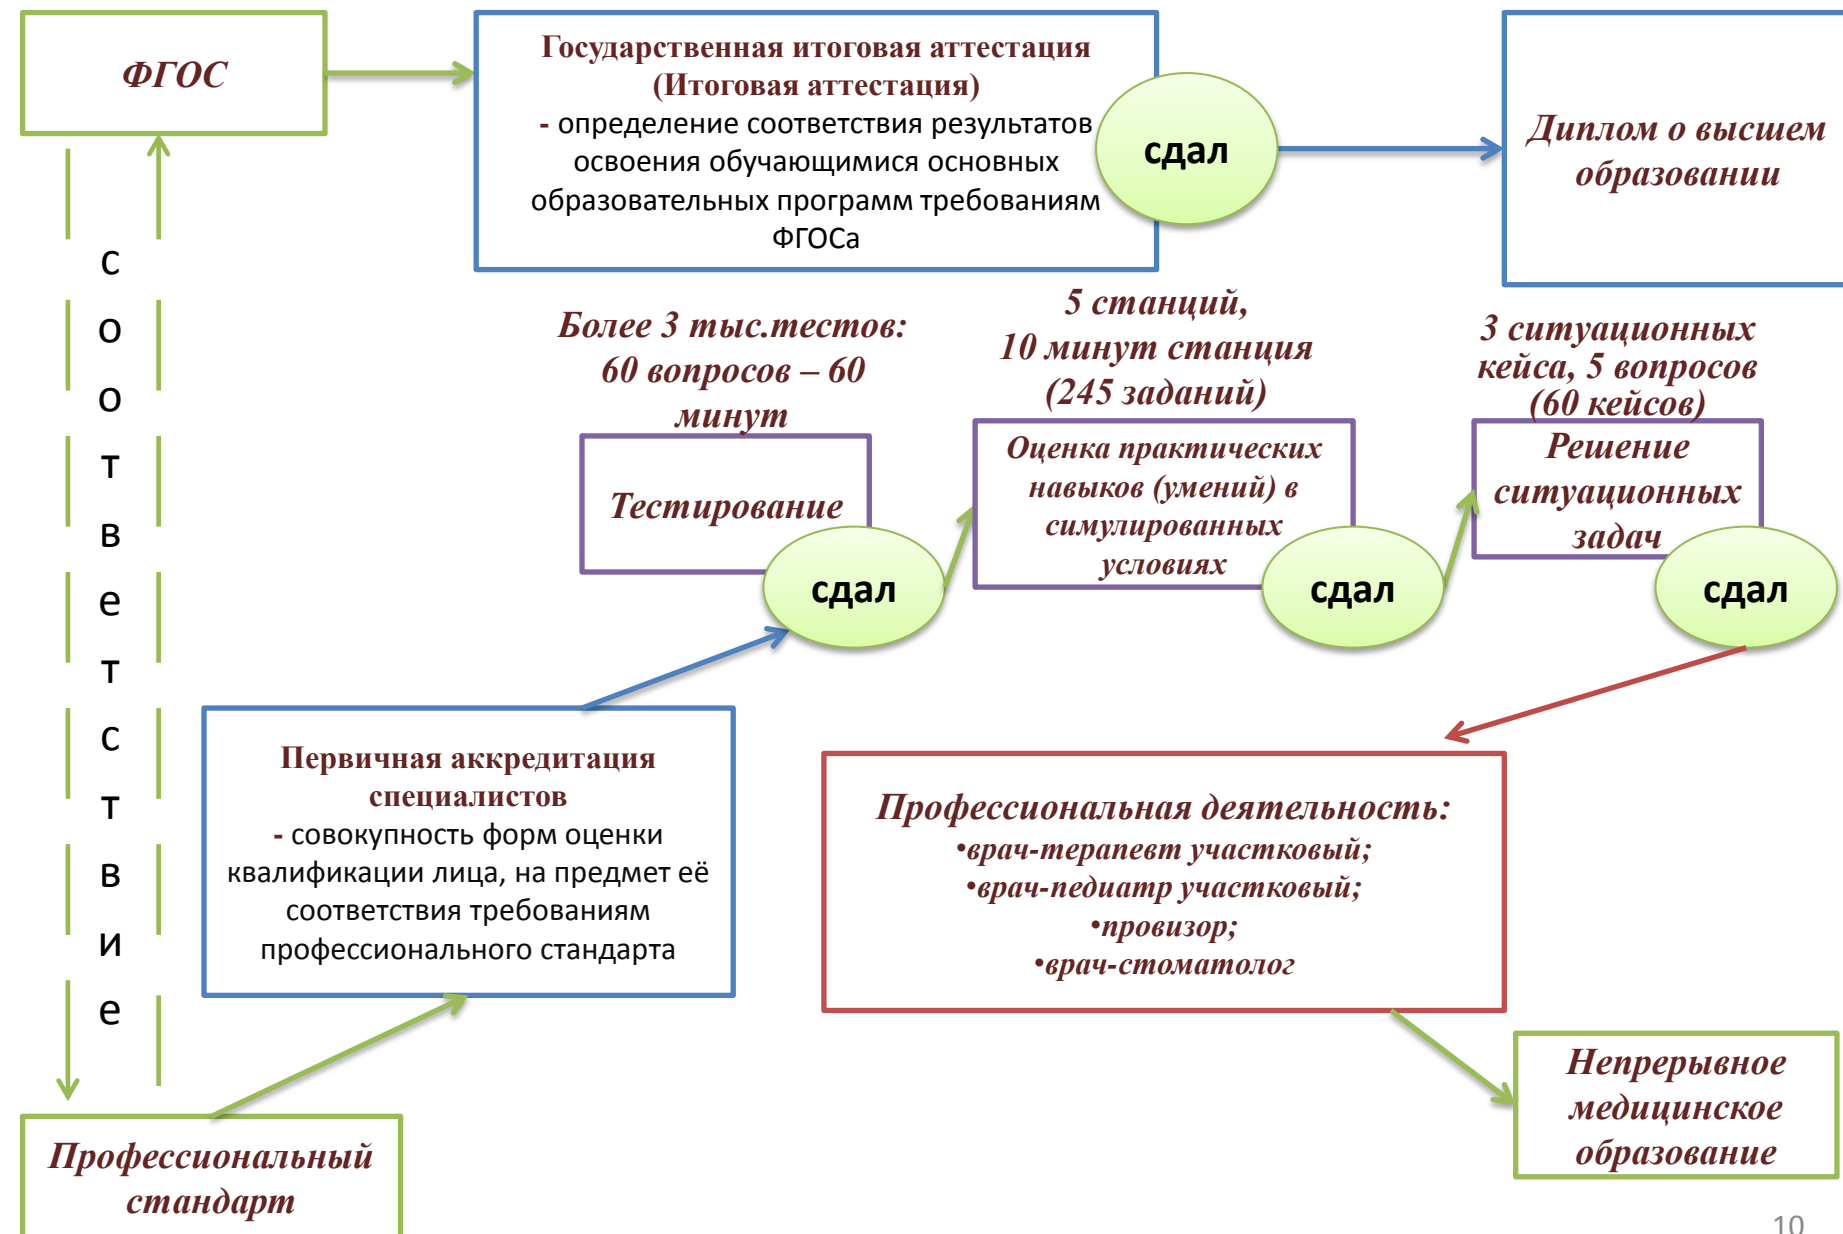 ФГОС
Государственная итоговая аттестация
(Итоговая аттестация)
- определение соответствия результатов
освоения обучающимися основных
образовательных программ требованиям
ФГОСа
сдал
Диплом о высшем
образовании
с
о
о
т
в
е
т
с
т
в
и
е
Более 3 тыс.тестов:
60 вопросов – 60
минут
5 станций,
10 минут станция
(245 заданий)
3 ситуационных
кейса, 5 вопросов
(60 кейсов)
Тестирование
сдал
Оценка практических
навыков (умений) в
симулированных
условиях
сдал
Решение
ситуационных
задач
сдал
Первичная аккредитация
специалистов
- совокупность форм оценки
квалификации лица, на предмет её
соответствия требованиям
профессионального стандарта
Профессиональная деятельность:
•врач-терапевт участковый;
•врач-педиатр участковый;
•провизор;
•врач-стоматолог
Непрерывное
медицинское
образование
Профессиональный
стандарт
10